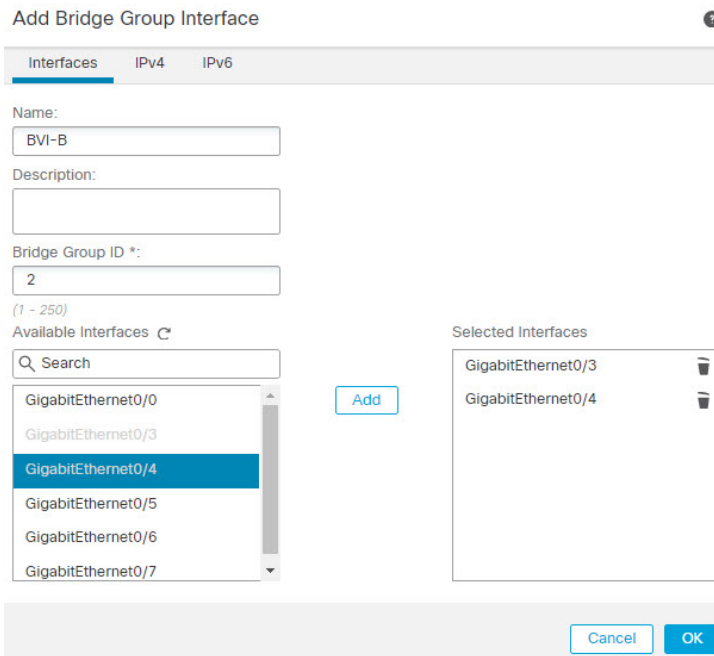 Add Bridge Group Interface
Interfaces IPv4 IPv6
Name:
BVI-B
Description:
Bridge Group ID *:
2
(1 - 250)
Available Interfaces
Selected Interfaces
Search
GigabitEthernet0/0
GigabitEthernet0/3
GigabitEthernet0/4
GigabitEthernet0/5
GigabitEthernet0/6
GigabitEthernet0/7
Add
GigabitEthernet0/3
GigabitEthernet0/4
Cancel OK